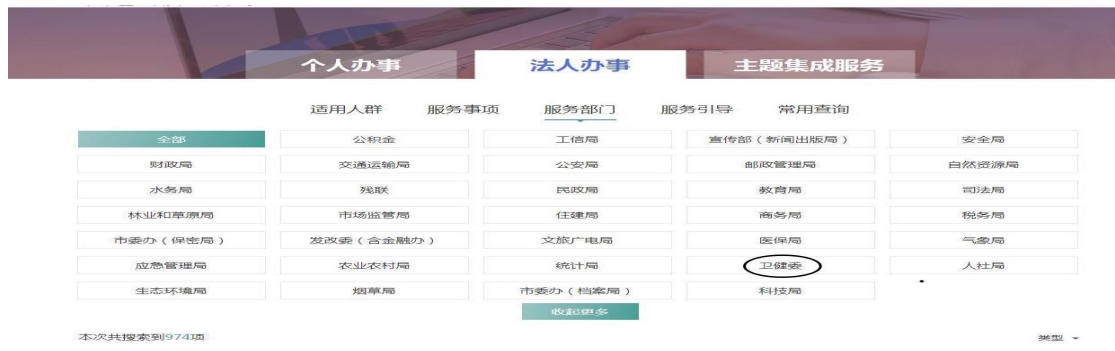 个人办事 法人办事 主题集成服务
适用人群 服务事项 服务部门 服务引导 常用查询
全部 公积金 工信局 宣传部（新闻出版局） 安全局
财政局 交通运输局 公安局 邮政管理局 自然资源局
水务局 残联 民政局 教育局 司法局
林业和草原局 市场监管局 住建局 商务局 税务局
市委办（保密局） 发改委（含金融办） 文旅广电局 医保局 气象局
应急管理局 农业农村局 统计局 卫健委 人社局
生态环境局 烟草局 市委办（档案局） 科技局
收起更多
本次共搜索到974项 类型